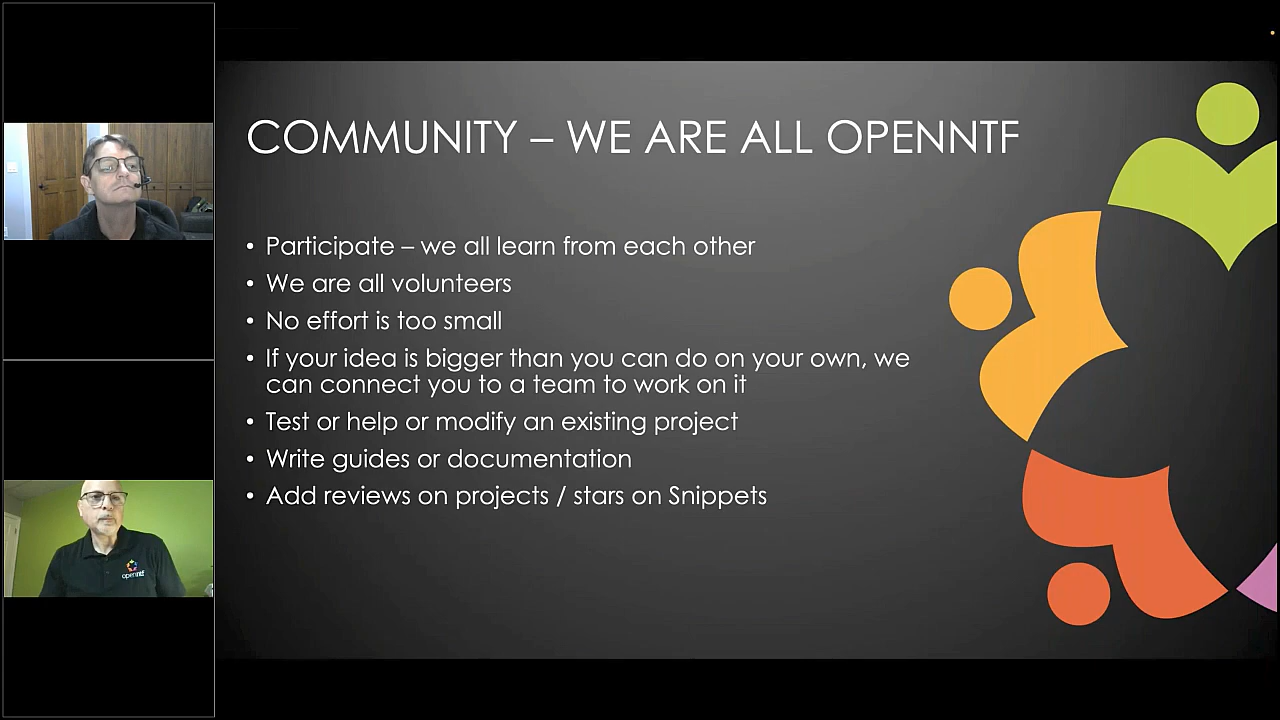 COMMUNITY – WE ARE ALL OPENNTF
• Participate – we all learn from each other
• We are all volunteers
• No effort is too small
• If your idea is bigger than you can do on your own, we
can connect you to a team to work on it
• Test or help or modify an existing project
• Write guides or documentation
• Add reviews on projects / stars on Snippets
openntf